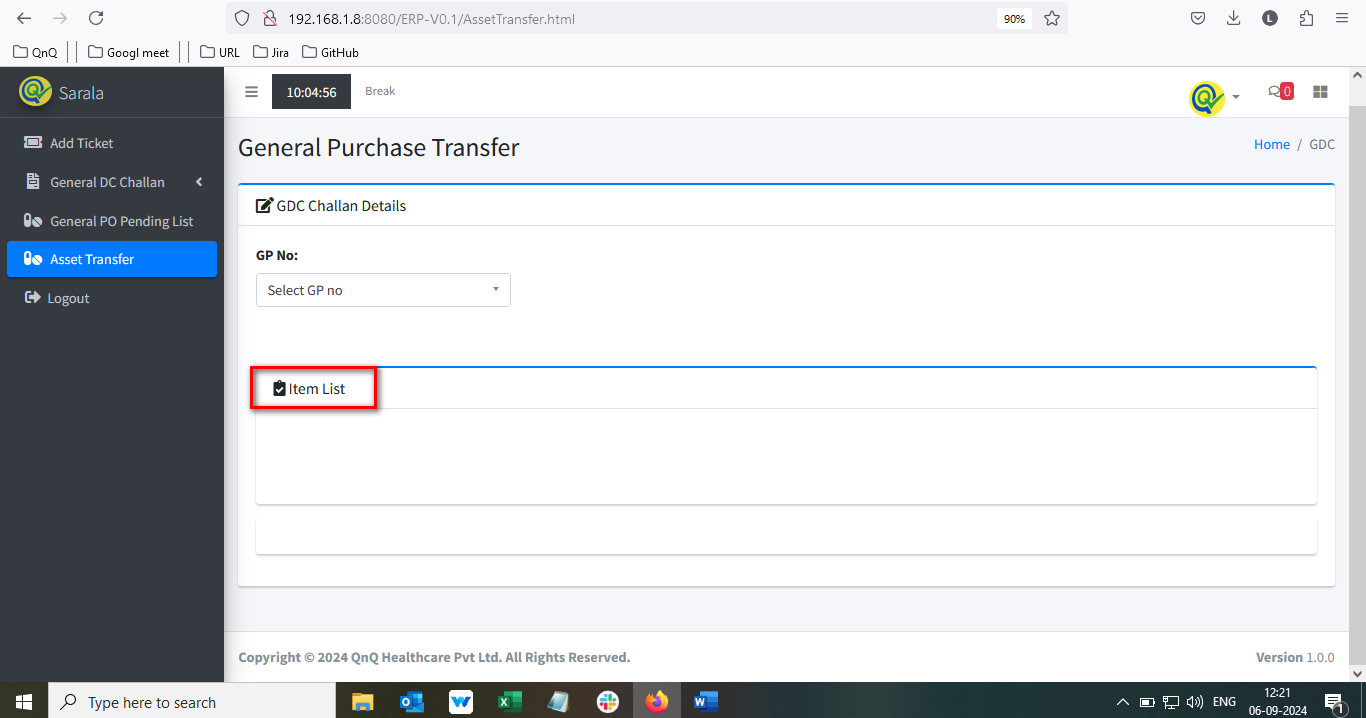 192.168.1.8:8080/ERP-V0.1/AssetTransfer.html
90%
L
QnQ
Googl meet
URL
Jira
GitHub
Sarala
10:04:56
Break
0
Add Ticket
General DC Challan
General PO Pending List
Asset Transfer
Logout
General Purchase Transfer
Home / GDC
GDC Challan Details
GP No:
Select GP no
Item List
Copyright © 2024 QnQ Healthcare Pvt Ltd. All Rights Reserved.
Version 1.0.0
Type here to search
ENG
12:21
06-09-2024
1